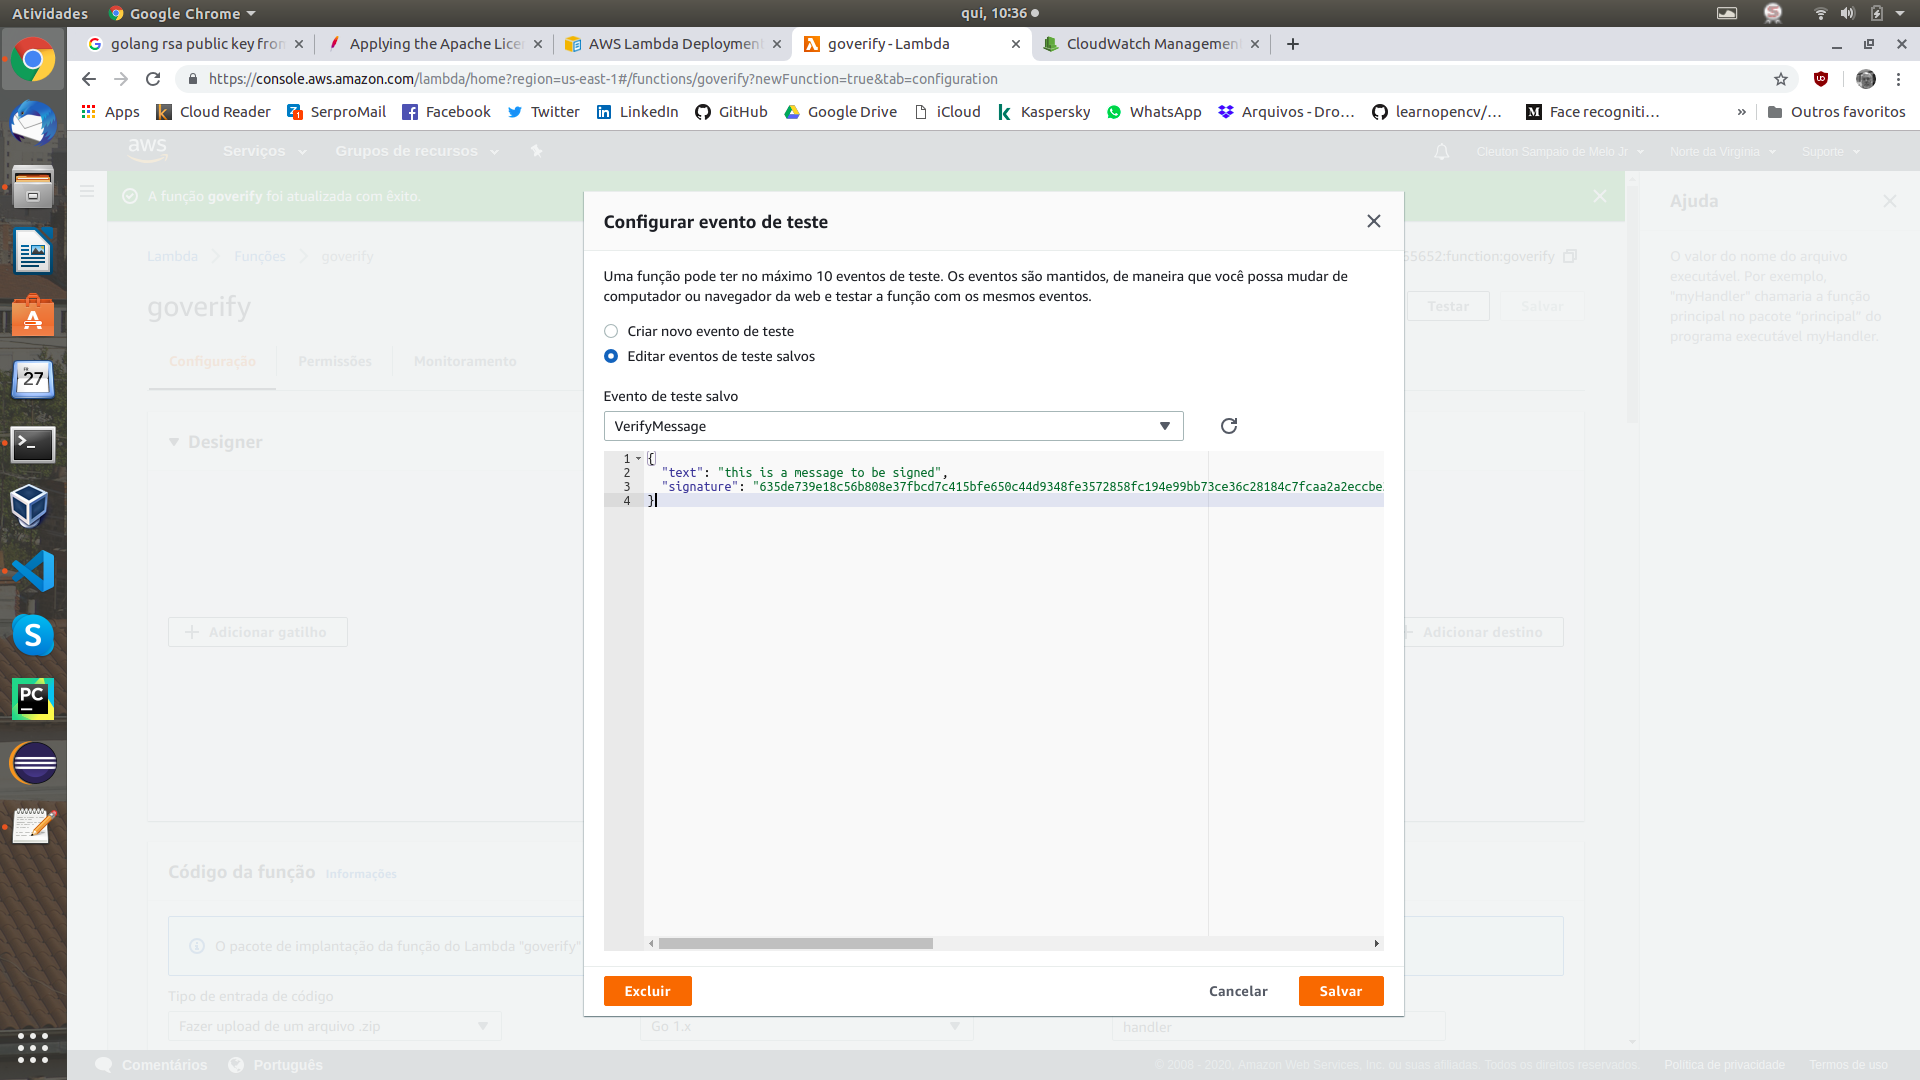 Atividades
Google Chrome
qui, 10:36
golang rsa public key fron
Applying the Apache Lice
AWS Lambda Deployment
goverify - Lambda
CloudWatch Management
https://console.aws.amazon.com/lambda/home?region=us-east-1#/functions/goverify?newFunction=true&tab=configuration
Apps
Cloud Reader
SerproMail
Facebook
Twitter
LinkedIn
GitHub
Google Drive
iCloud
Kaspersky
WhatsApp
Arquivos - Dro…
learnopencv/…
Face recogniti…
»
Outros favoritos
aws
Serviços
Grupos de recursos
Cleuton Sampaio de Melo Jr
Norte da Virgínia
Suporte
A função goverify foi atualizada com êxito.
Lambda
Funções
goverify
55652:function:goverify
goverify
Testar
Salvar
Configuração
Permissões
Monitoramento
Designer
Adicionar gatilho
Adicionar destino
Código da função
Informações
O pacote de implantação da função do Lambda "goverify"
Tipo de entrada de código
Fazer upload de um arquivo .zip
Go 1.x
handler
Ajuda
O valor do nome do arquivo
executável. Por exemplo,
"myHandler" chamaria a função
principal no pacote "principal" do
programa executável myHandler.
Configurar evento de teste
Uma função pode ter no máximo 10 eventos de teste. Os eventos são mantidos, de maneira que você possa mudar de
computador ou navegador da web e testar a função com os mesmos eventos.
Criar novo evento de teste
Editar eventos de teste salvos
Evento de teste salvo
VerifyMessage
1 {
2 "text": "this is a message to be signed",
3 "signature": "635de739e18c56b808e37fbcd7c415bfe650c44d9348fe3572858fc194e99bb73ce36c28184c7fcaa2a2eccbe
4 }
Excluir
Cancelar
Salvar
Comentários
Português
© 2008 - 2020, Amazon Web Services, Inc. ou suas afiliadas. Todos os direitos reservados.
Política de privacidade
Termos de uso
27
PC